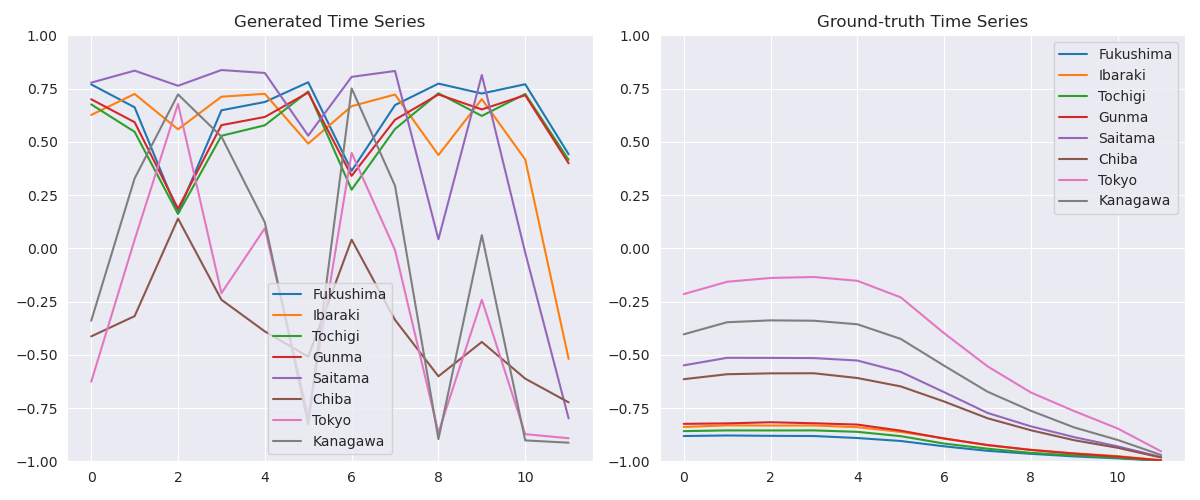 Generated Time Series
1.00
0.75
0.50
0.25
0.00
−0.25
−0.50
−0.75
−1.00
0 2 4 6 8 10
Fukushima
Ibaraki
Tochigi
Gunma
Saitama
Chiba
Tokyo
Kanagawa
Ground-truth Time Series
1.00
0.75
0.50
0.25
0.00
−0.25
−0.50
−0.75
−1.00
0 2 4 6 8 10
Fukushima
Ibaraki
Tochigi
Gunma
Saitama
Chiba
Tokyo
Kanagawa